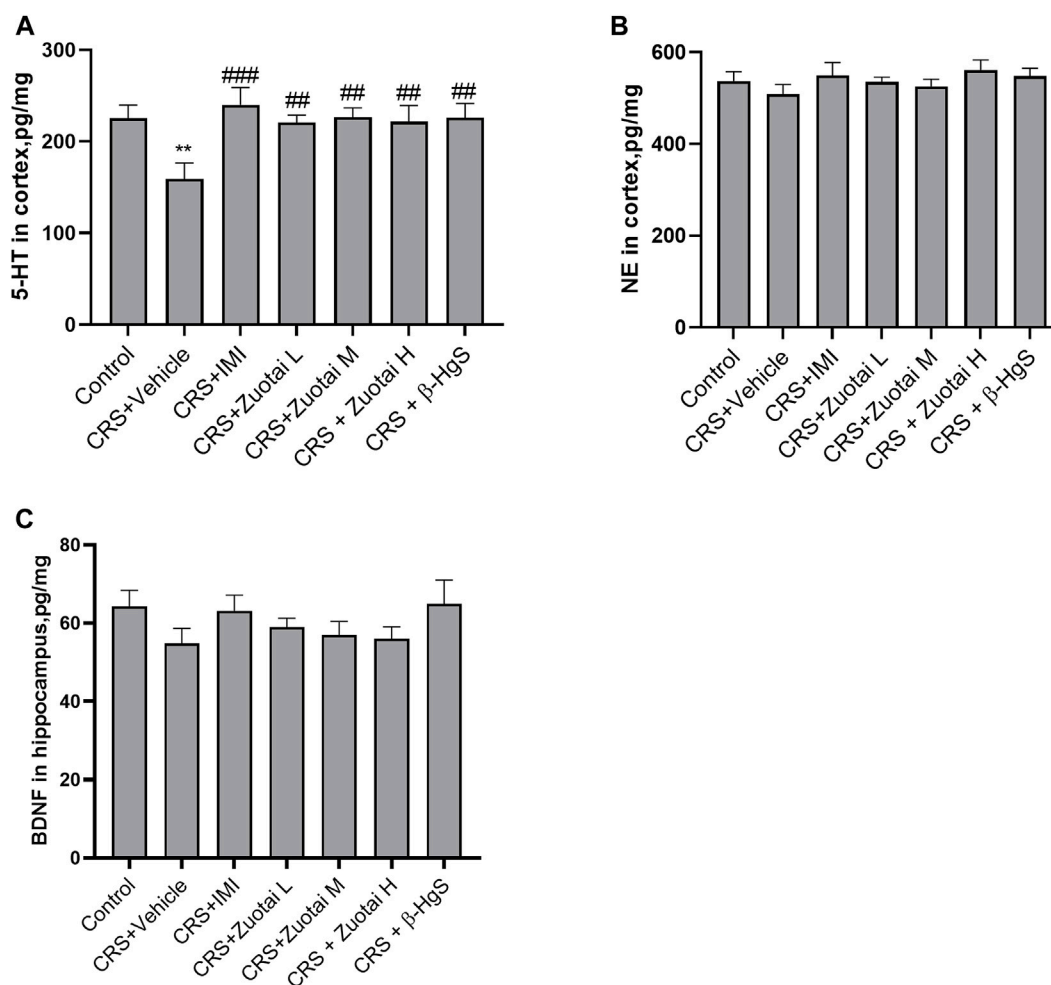 A
5-HT in cortex,pg/mg
300
200
100
0
**
###
##
##
##
##
Control
CRS+Vehicle
CRS+IMI
CRS+Zuotai L
CRS+Zuotai M
CRS + Zuotai H
CRS + β-HgS
B
NE in cortex,pg/mg
600
400
200
0
Control
CRS+Vehicle
CRS+IMI
CRS+Zuotai L
CRS+Zuotai M
CRS + Zuotai H
CRS + β-HgS
C
BDNF in hippocampus,pg/mg
80
60
40
20
0
Control
CRS+Vehicle
CRS+IMI
CRS+Zuotai L
CRS+Zuotai M
CRS + Zuotai H
CRS + β-HgS